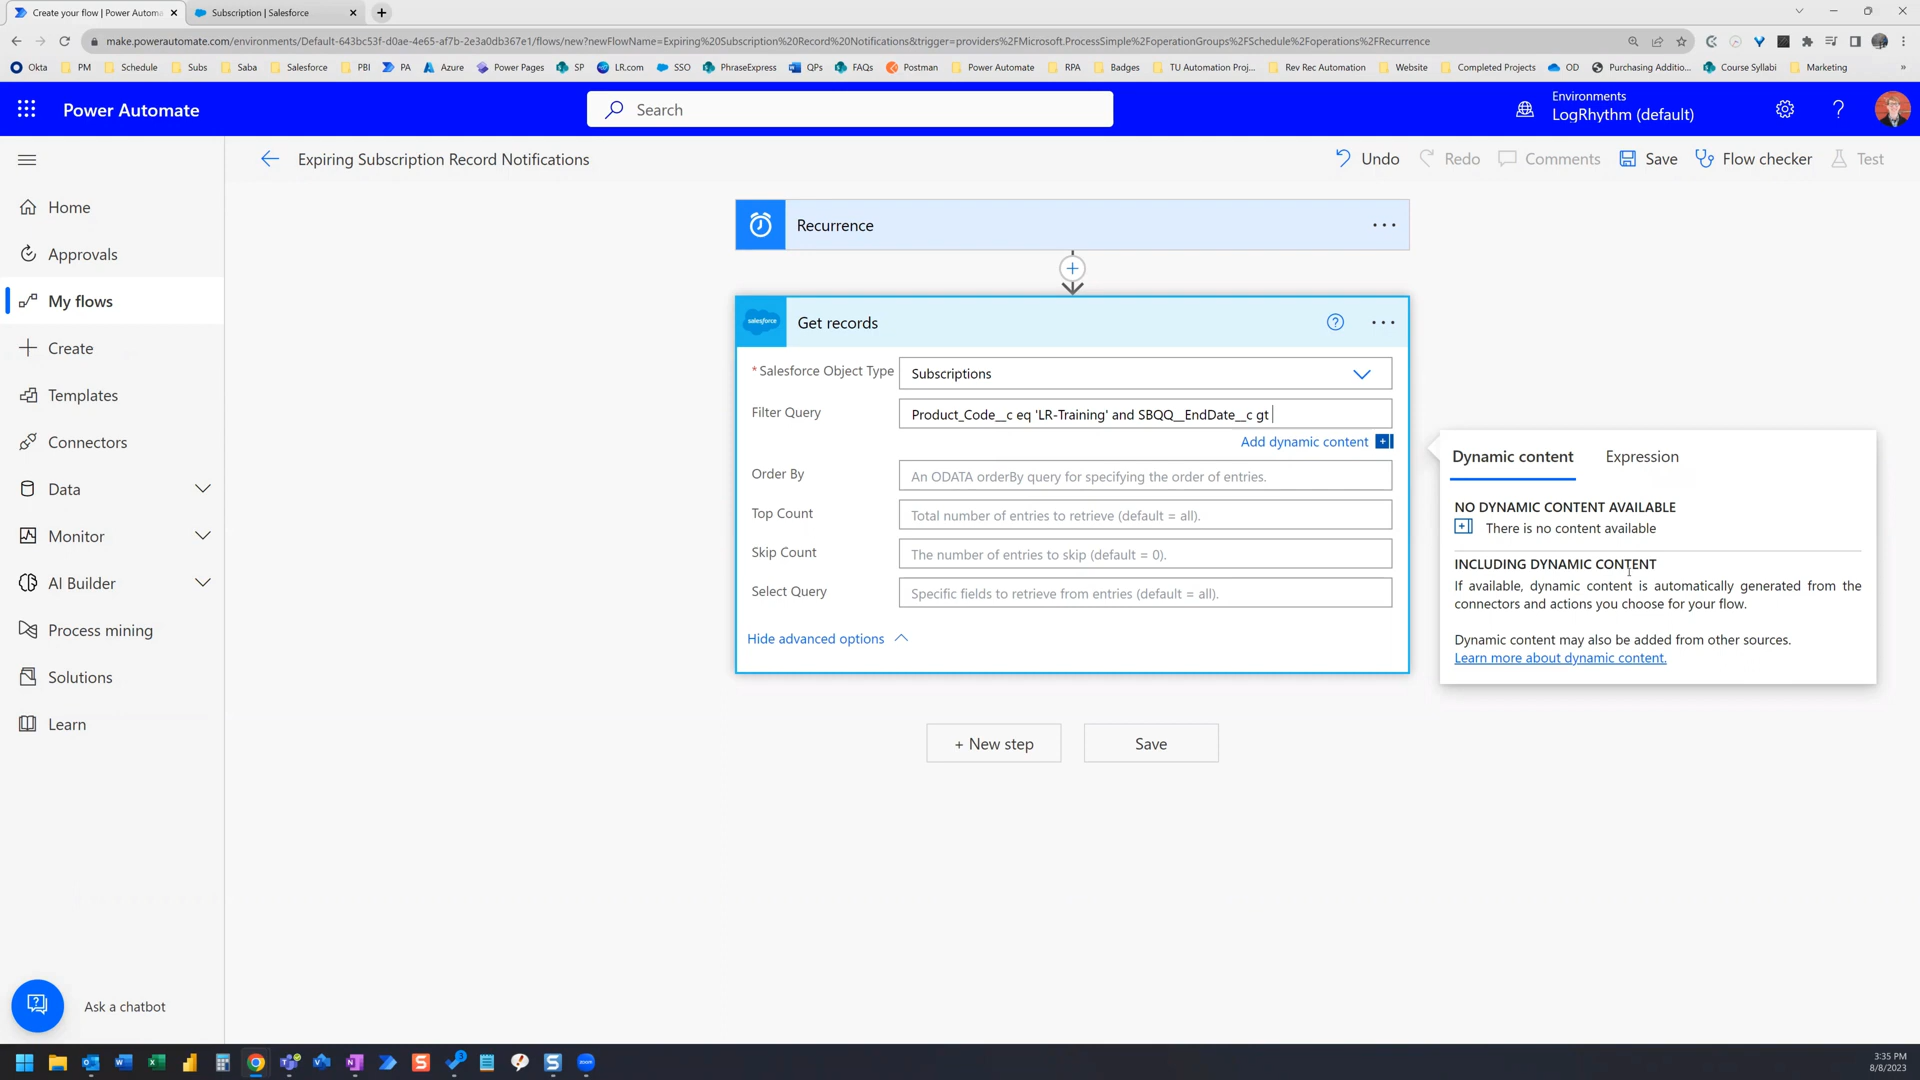 Create your flow | Power Automa
Subscription | Salesforce
make.powerautomate.com/environments/Default-643bc53f-d0ae-4e65-af7b-2e3a0db367e1/flows/new?newFlowName=Expiring%20Subscription%20Record%20Notifications&trigger=providers%2FMicrosoft.ProcessSimple%2FoperationGroups%2FSchedule%2Foperations%2FRecurrence
Okta PM Schedule Subs Saba Salesforce PBI PA Azure Power Pages SP LR.com SSO PhraseExpress QPs FAQs Postman Power Automate RPA Badges TU Automation Proj... Rev Rec Automation Website Completed Projects OD Purchasing Additio... Course Syllabi Marketing »
Power Automate
Search
Environments
LogRhythm (default)
Expiring Subscription Record Notifications
Undo Redo Comments Save Flow checker Test
Home
Approvals
My flows
Create
Templates
Connectors
Data
Monitor
AI Builder
Process mining
Solutions
Learn
Ask a chatbot
Recurrence
salesforce
Get records
* Salesforce Object Type Subscriptions
Filter Query Product_Code__c eq 'LR-Training' and SBQQ__EndDate__c gt
Add dynamic content
Order By An ODATA orderBy query for specifying the order of entries.
Top Count Total number of entries to retrieve (default = all).
Skip Count The number of entries to skip (default = 0).
Select Query Specific fields to retrieve from entries (default = all).
Hide advanced options
+ New step Save
Dynamic content Expression
NO DYNAMIC CONTENT AVAILABLE
There is no content available
INCLUDING DYNAMIC CONTENT
If available, dynamic content is automatically generated from the
connectors and actions you choose for your flow.
Dynamic content may also be added from other sources.
Learn more about dynamic content.
3:35 PM
8/8/2023